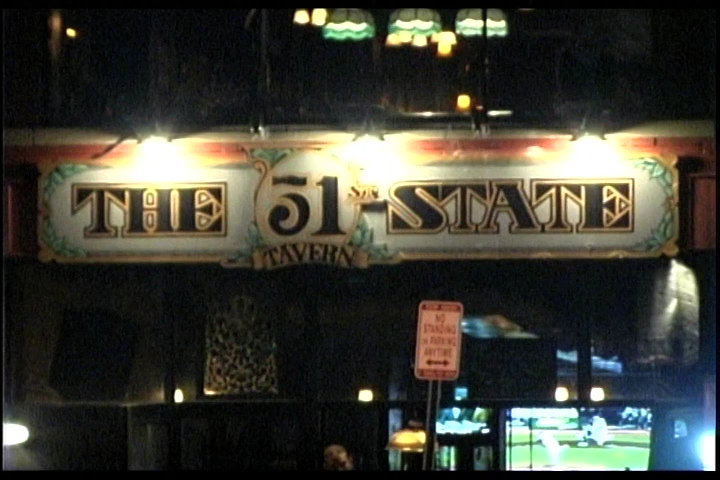 THE 51ST STATE
TAVERN
NO
STANDING
OR PARKING
ANYTIME